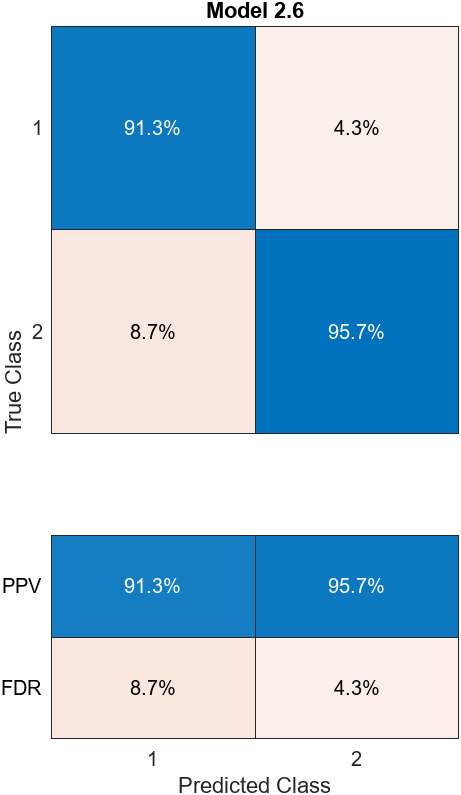 Model 2.6
1 91.3% 4.3%
2 8.7% 95.7%
True Class
PPV 91.3% 95.7%
FDR 8.7% 4.3%
1 2
Predicted Class